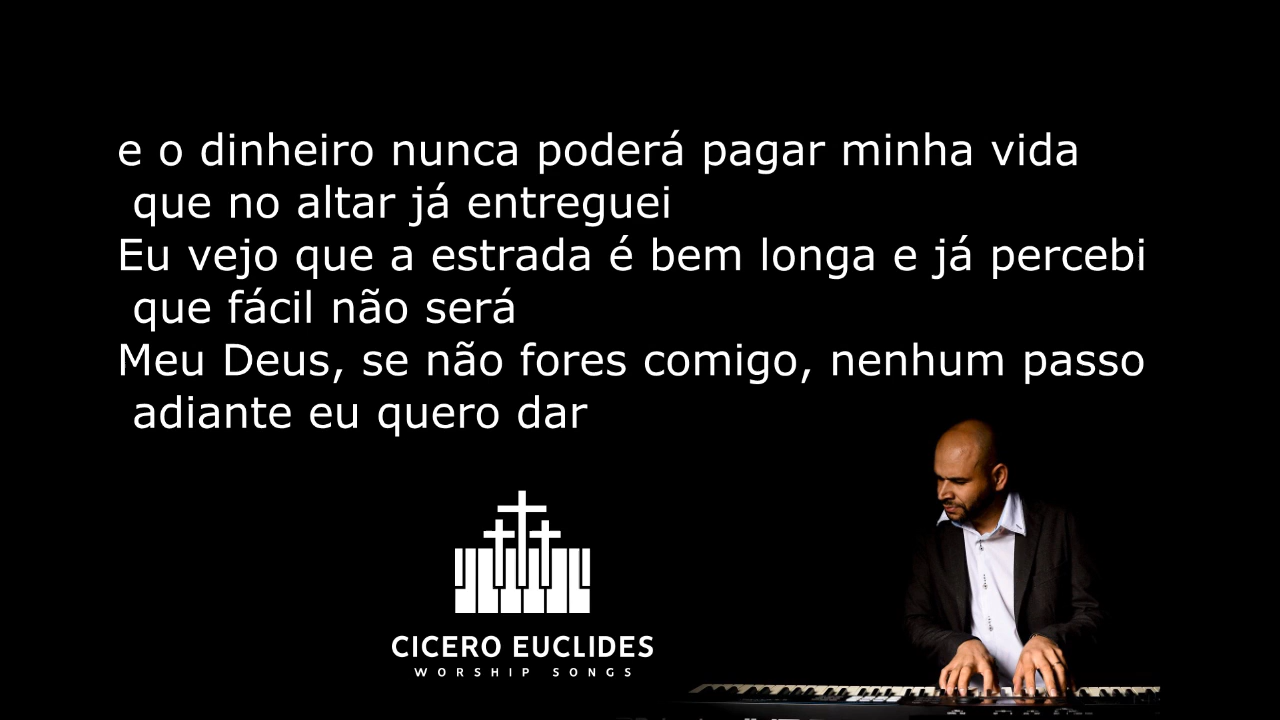 e o dinheiro nunca poderá pagar minha vida
que no altar já entreguei
Eu vejo que a estrada é bem longa e já percebi
que fácil não será
Meu Deus, se não fores comigo, nenhum passo
adiante eu quero dar
CICERO EUCLIDES
WORSHIP SONGS